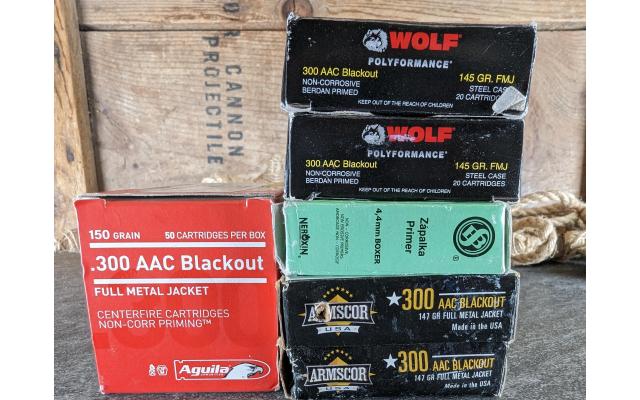 OR CANNON
PROJECTILE
WOLF
POLYFORMANCE®
300 AAC Blackout
NON-CORROSIVE
BERDAN PRIMED
145 GR. FMJ
STEEL CASE
20 CARTRIDGES
KEEP OUT OF THE REACH OF CHILDREN
WOLF
POLYFORMANCE®
300 AAC Blackout
NON-CORROSIVE
BERDAN PRIMED
145 GR. FMJ
STEEL CASE
20 CARTRIDGES
KEEP OUT OF THE REACH OF CHILDREN
150 GRAIN
50 CARTRIDGES PER BOX
.300 AAC Blackout
FULL METAL JACKET
CENTERFIRE CARTRIDGES
NON-CORR PRIMING™
Aguila
NEROXIN
4,4mm BOXER
Zápalka
Primer
ARMSCOR
USA
300 AAC BLACKOUT
147 GR FULL METAL JACKET
Made in the USA
ARMSCOR
USA
300 AAC BLACKOUT
147 GR FULL METAL JACKET
Made in the USA